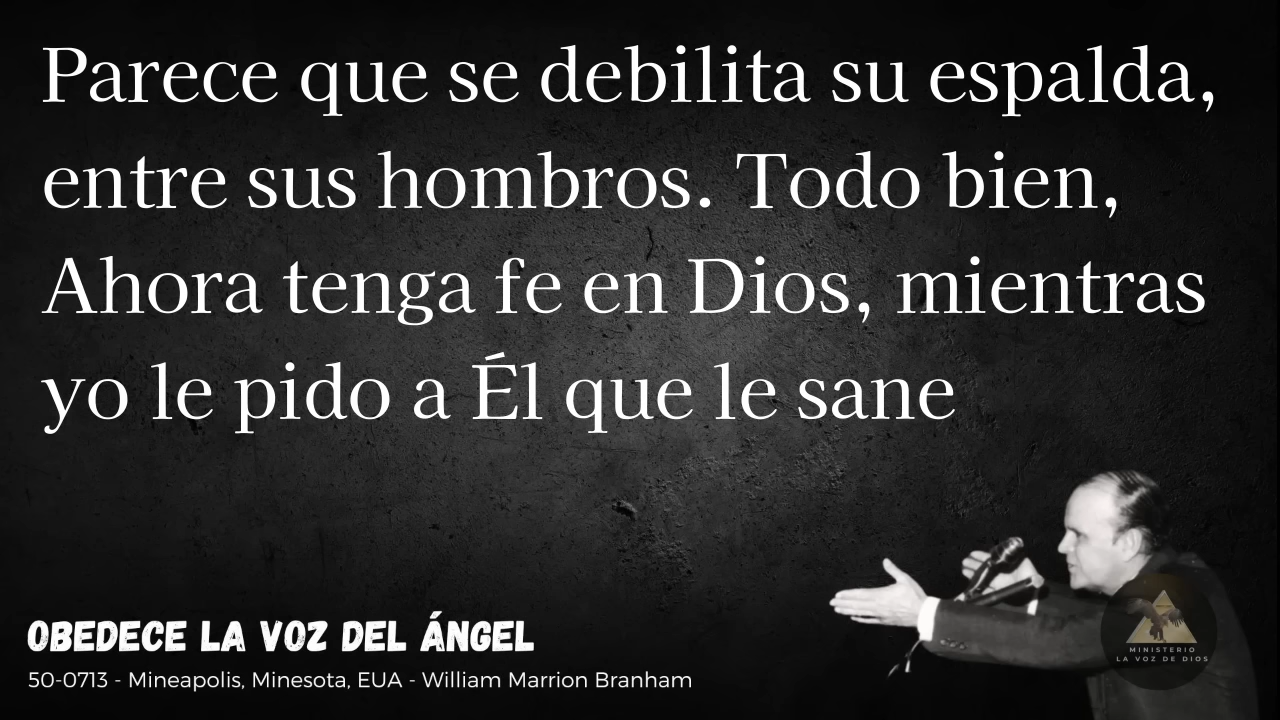 Parece que se debilita su espalda,
entre sus hombros. Todo bien,
Ahora tenga fe en Dios, mientras
yo le pido a Él que le sane
OBEDECE LA VOZ DEL ÁNGEL
50-0713 - Mineapolis, Minesota, EUA - William Marrion Branham
MINISTERIO
LA VOZ DE DIOS